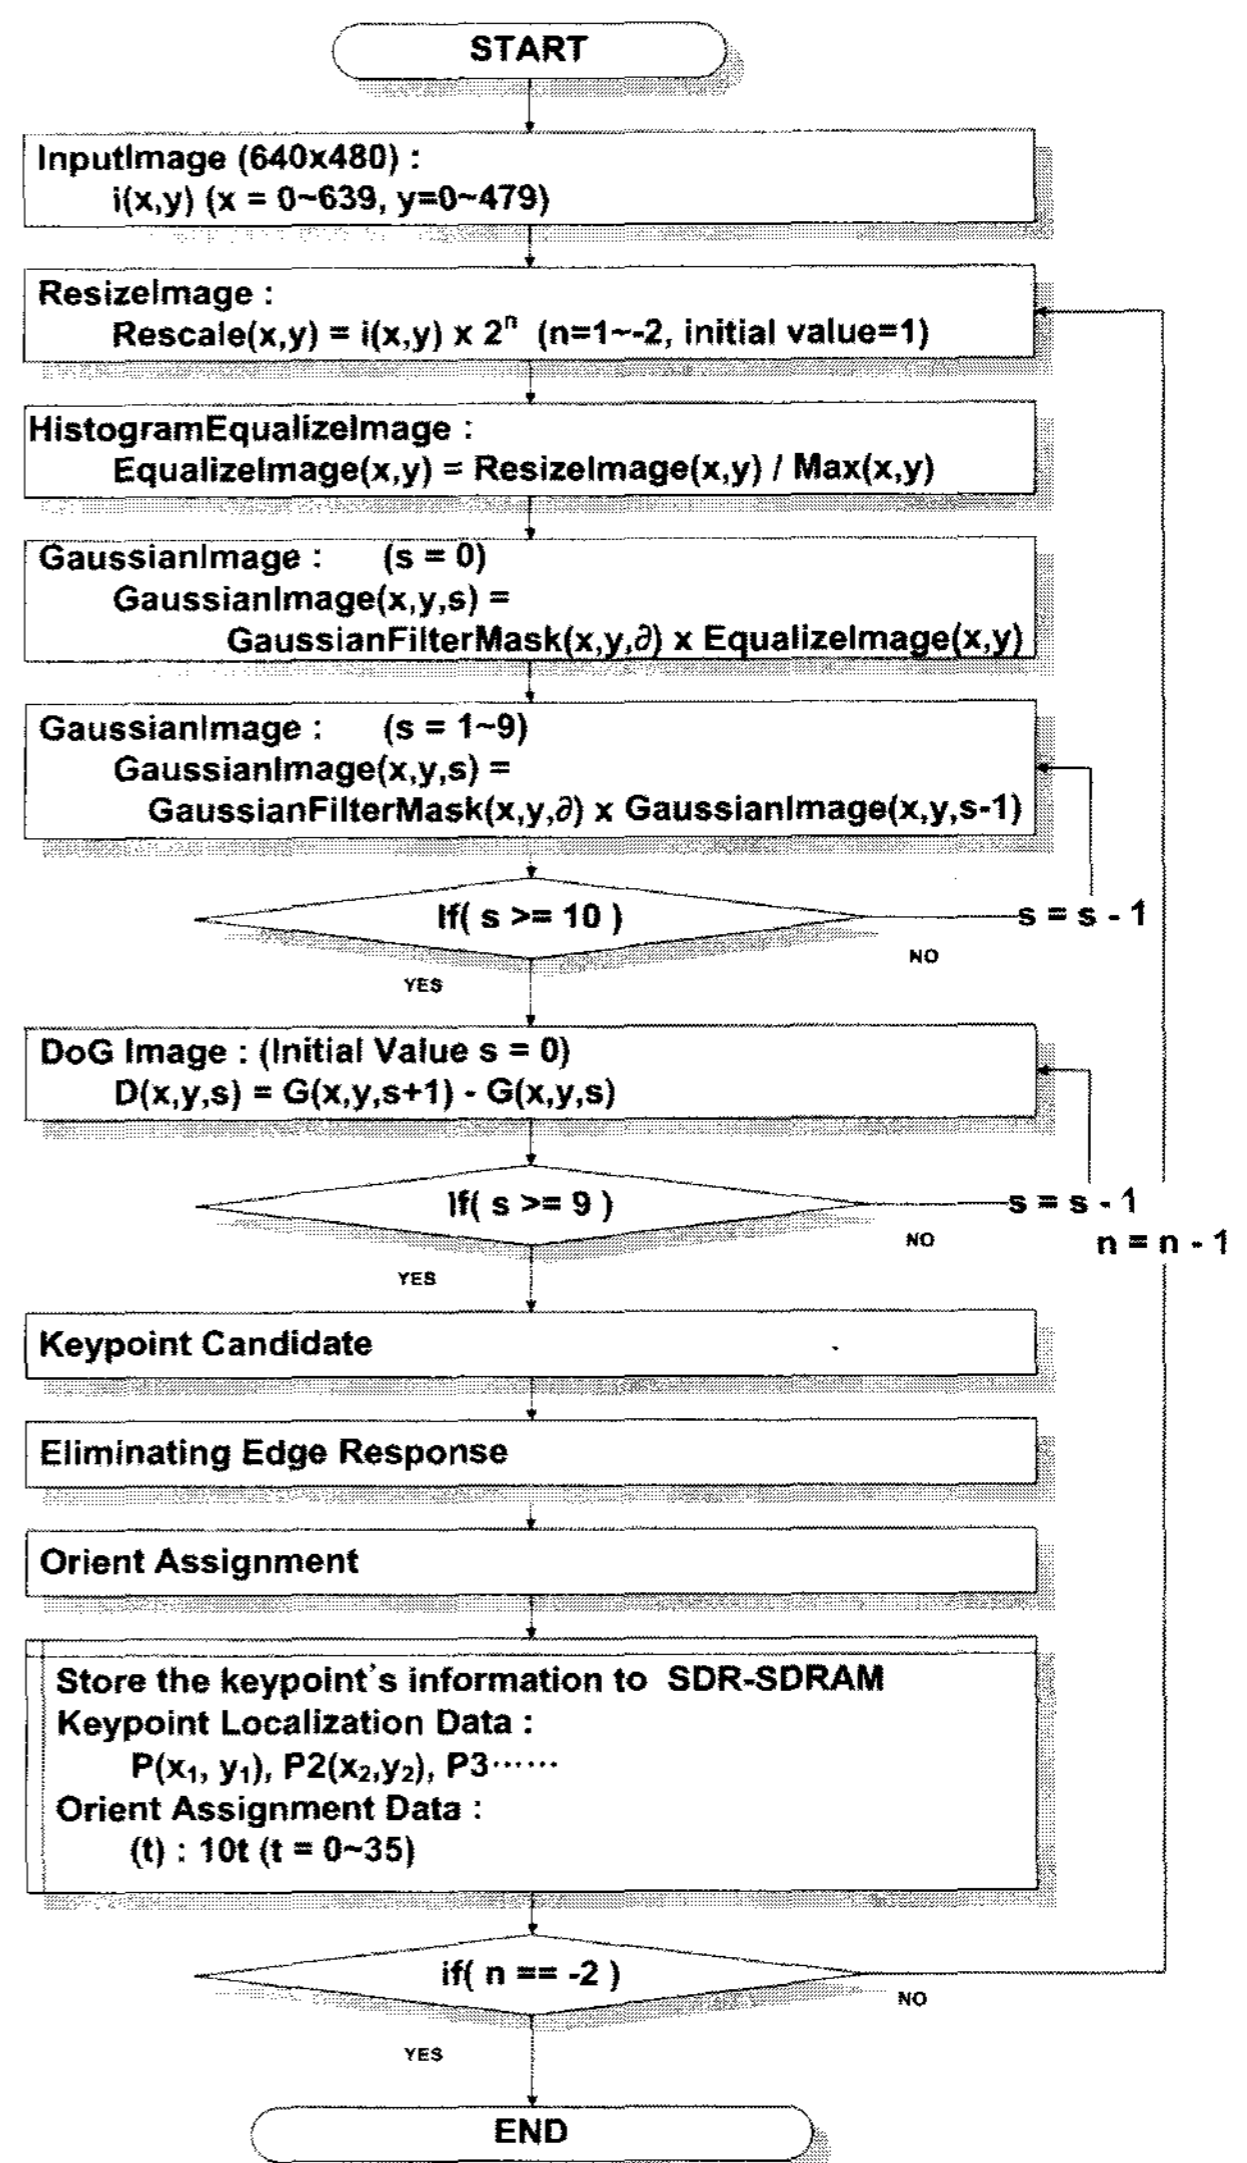 START
InputImage (640x480) :
i(x,y) (x = 0~639, y=0~479)
ResizeImage :
Rescale(x,y) = i(x,y) x 2ⁿ (n=1~-2, initial value=1)
HistogramEqualizeImage :
EqualizeImage(x,y) = ResizeImage(x,y) / Max(x,y)
GaussianImage : (s = 0)
GaussianImage(x,y,s) =
GaussianFilterMask(x,y,∂) x EqualizeImage(x,y)
GaussianImage : (s = 1~9)
GaussianImage(x,y,s) =
GaussianFilterMask(x,y,∂) x GaussianImage(x,y,s-1)
If( s >= 10 )
s = s - 1
NO
YES
DoG Image : (Initial Value s = 0)
D(x,y,s) = G(x,y,s+1) - G(x,y,s)
If( s >= 9 )
s = s - 1
NO
n = n - 1
YES
Keypoint Candidate
Eliminating Edge Response
Orient Assignment
Store the keypoint's information to SDR-SDRAM
Keypoint Localization Data :
P(x₁, y₁), P2(x₂,y₂), P3······
Orient Assignment Data :
(t) : 10t (t = 0~35)
if( n == -2 )
NO
YES
END